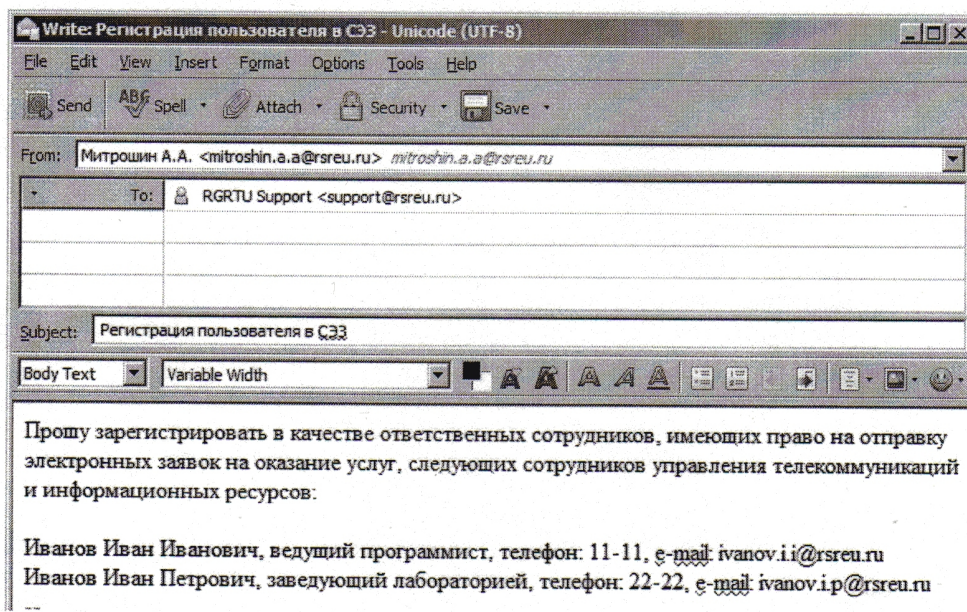 Write: Регистрация пользователя в СЭЗ - Unicode (UTF-8)
File Edit View Insert Format Options Tools Help
Send Spell Attach Security Save
From: Митрошин А.А. <mitroshin.a.a@rsreu.ru> mitroshin.a.a@rsreu.ru
To: RGRTU Support <support@rsreu.ru>
Subject: Регистрация пользователя в СЭЗ
Body Text Variable Width
Прошу зарегистрировать в качестве ответственных сотрудников, имеющих право на отправку
электронных заявок на оказание услуг, следующих сотрудников управления телекоммуникаций
и информационных ресурсов:
Иванов Иван Иванович, ведущий программист, телефон: 11-11, e-mail: ivanov.i.i@rsreu.ru
Иванов Иван Петрович, заведующий лабораторией, телефон: 22-22, e-mail: ivanov.i.p@rsreu.ru
--